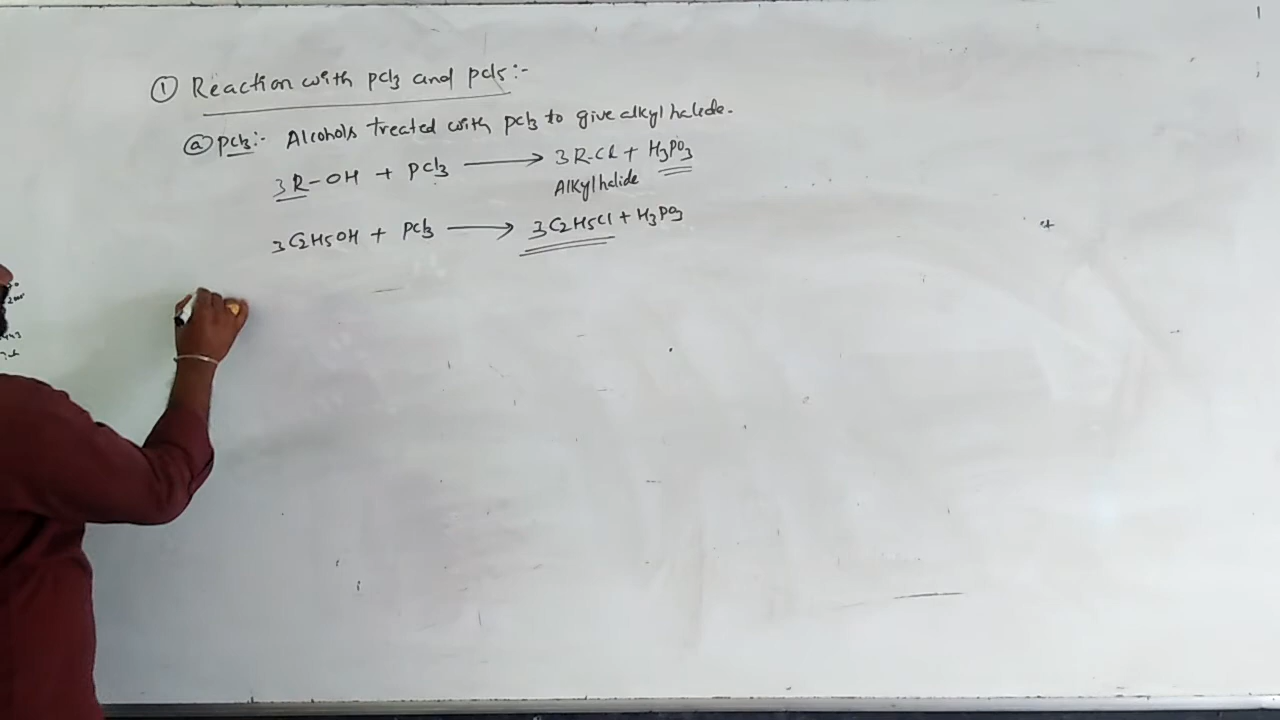 ① Reaction with pcl3 and pcl5:-
ⓐ pcl3:- Alcohols treated with pcl3 to give alkyl halede.
3R-OH + pcl3 ⟶ 3R-Cl + H3PO3
Alkyl halide
3C2H5OH + pcl3 ⟶ 3C2H5Cl + H3PO3